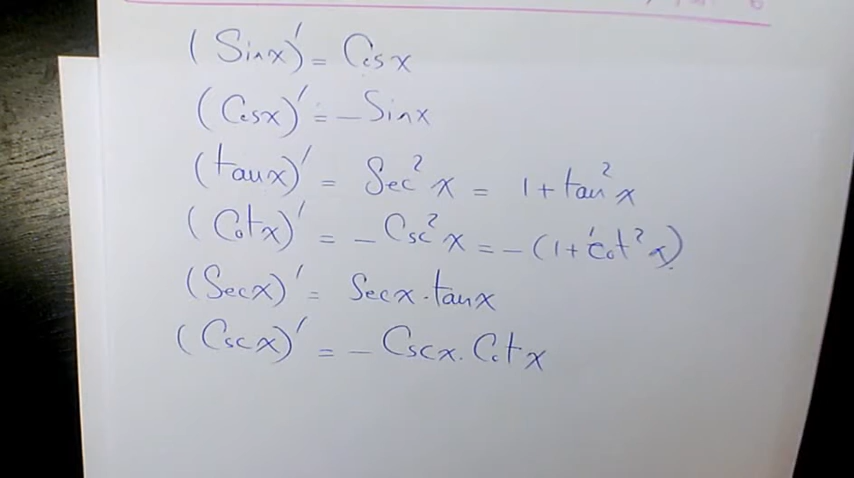 (Sinx)' = Cosx
(Cosx)' = -Sinx
(tanx)' = Sec²x = 1 + tan²x
(Cotx)' = -Csc²x = -(1 + cot²x)
(Secx)' = Secx.tanx
(Cscx)' = -Cscx.Cotx